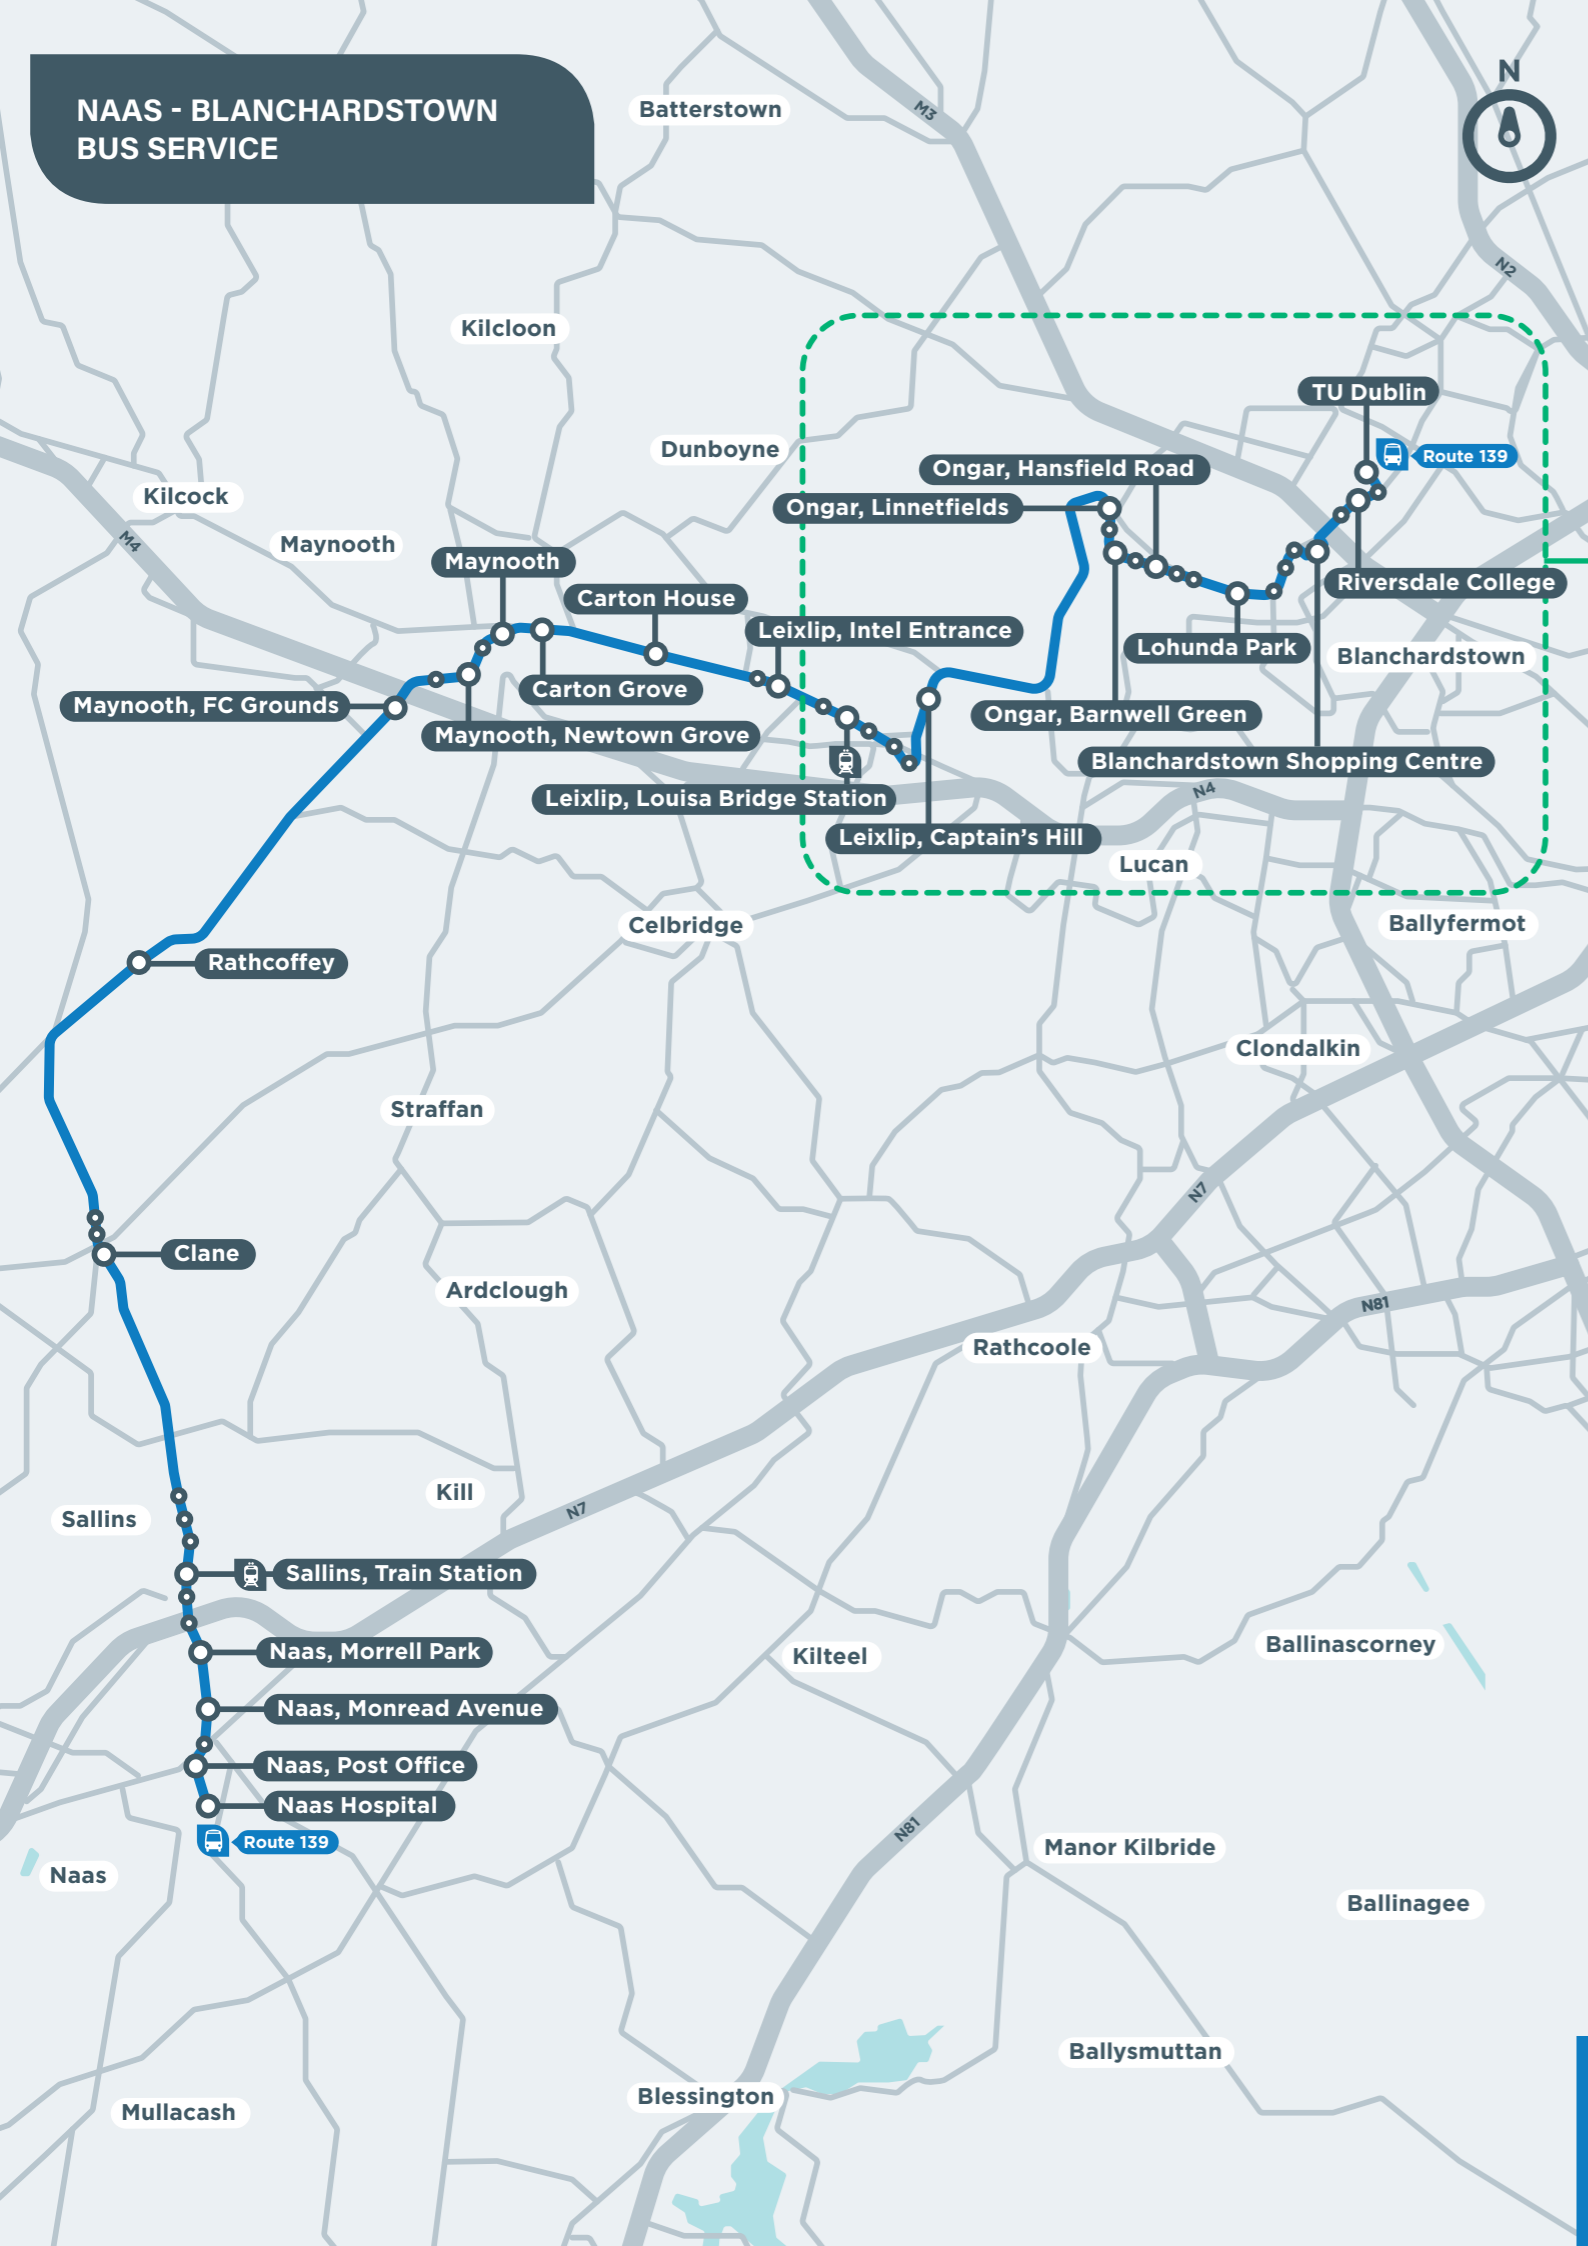 NAAS - BLANCHARDSTOWN
BUS SERVICE
N
Batterstown
M3
N2
Kilcloon
TU Dublin
Dunboyne
Route 139
Ongar, Hansfield Road
Kilcock
Ongar, Linnetfields
M4
Maynooth
Maynooth
Riversdale College
Carton House
Leixlip, Intel Entrance
Lohunda Park
Blanchardstown
Carton Grove
Maynooth, FC Grounds
Ongar, Barnwell Green
Maynooth, Newtown Grove
Blanchardstown Shopping Centre
N4
Leixlip, Louisa Bridge Station
Leixlip, Captain's Hill
Lucan
Celbridge
Ballyfermot
Rathcoffey
Clondalkin
Straffan
N7
Clane
Ardclough
N81
Rathcoole
Kill
N7
Sallins
Sallins, Train Station
Ballinascorney
Naas, Morrell Park
Kilteel
Naas, Monread Avenue
Naas, Post Office
Naas Hospital
N81
Route 139
Manor Kilbride
Naas
Ballinagee
Ballysmuttan
Blessington
Mullacash